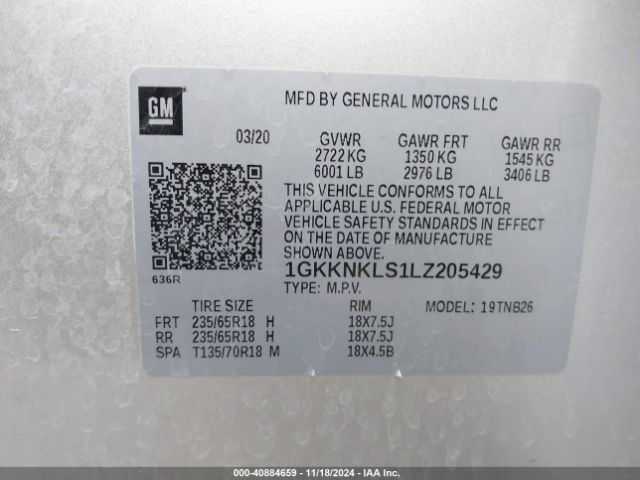 GM
MFD BY GENERAL MOTORS LLC
03/20 GVWR GAWR FRT GAWR RR
2722 KG 1350 KG 1545 KG
6001 LB 2976 LB 3406 LB
THIS VEHICLE CONFORMS TO ALL
APPLICABLE U.S. FEDERAL MOTOR
VEHICLE SAFETY STANDARDS IN EFFECT
ON THE DATE OF MANUFACTURE
SHOWN ABOVE.
636R
1GKKNKLS1LZ205429
TYPE: M.P.V.
TIRE SIZE RIM MODEL: 19TNB26
FRT 235/65R18 H 18X7.5J
RR 235/65R18 H 18X7.5J
SPA T135/70R18 M 18X4.5B
000-40884659 - 11/18/2024 - IAA Inc.